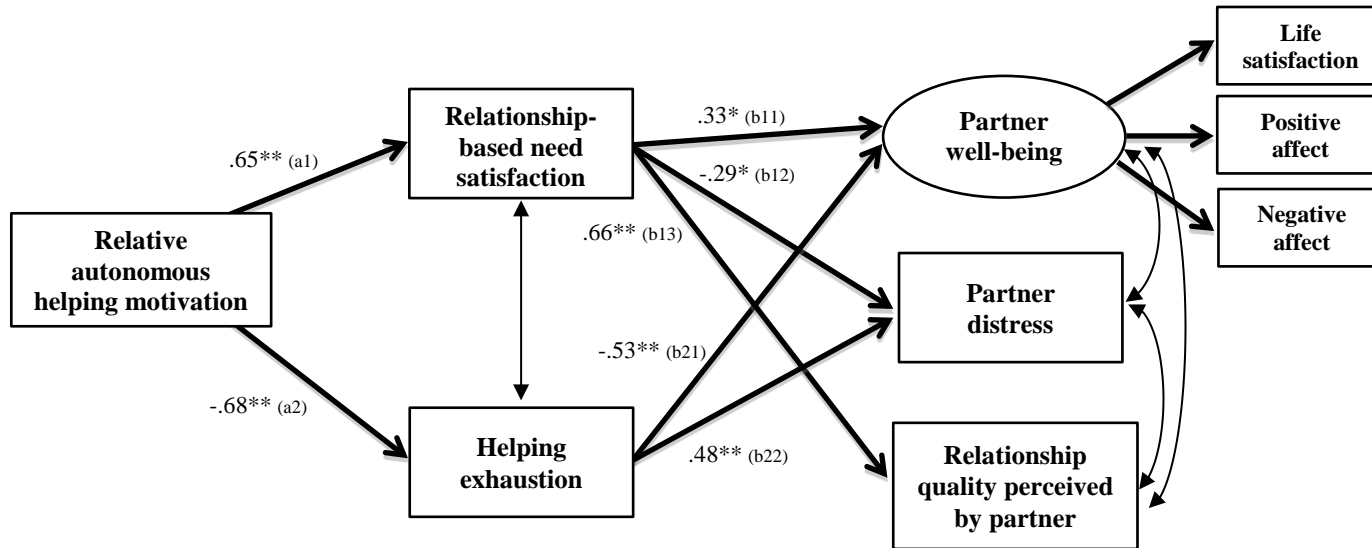 Relative
autonomous
helping motivation
.65** (a1)
-.68** (a2)
Relationship-
based need
satisfaction
Helping
exhaustion
.33* (b11)
-.29* (b12)
.66** (b13)
-.53** (b21)
.48** (b22)
Partner
well-being
Partner
distress
Relationship
quality perceived
by partner
Life
satisfaction
Positive
affect
Negative
affect